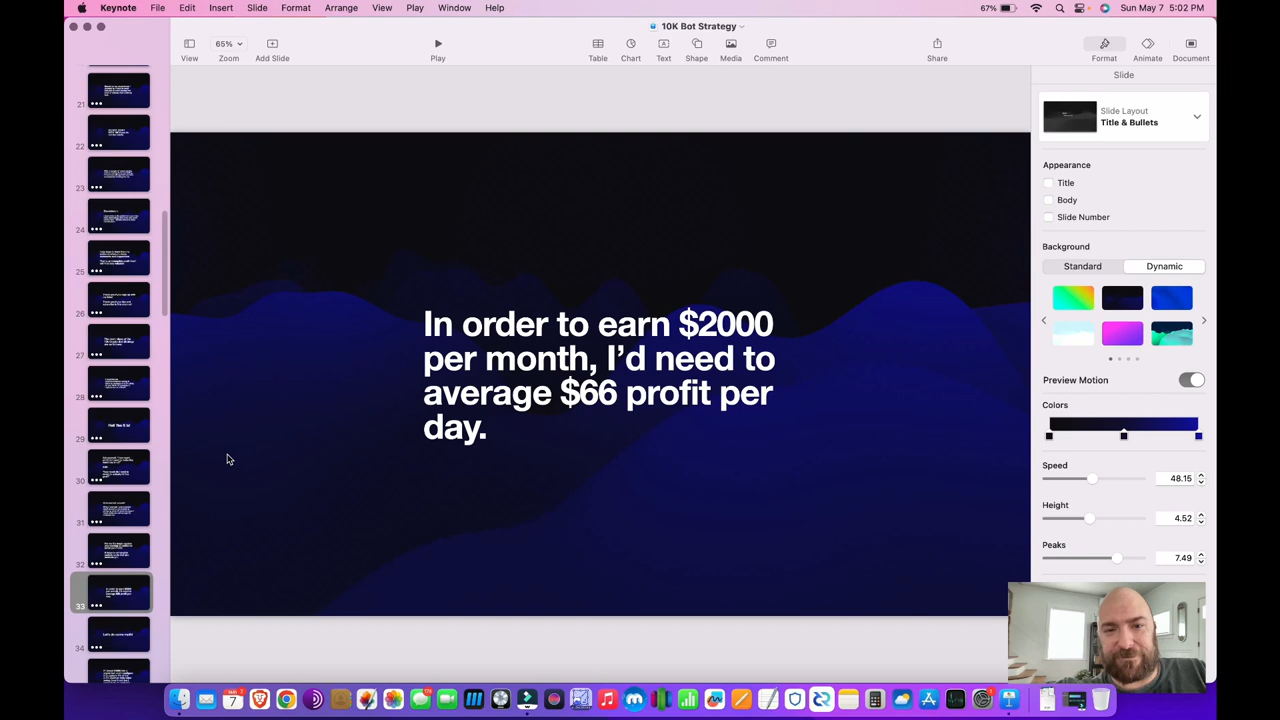 Keynote File Edit Insert Slide Format Arrange View Play Window Help 67% Sun May 7 5:02 PM
10K Bot Strategy
65%
View Zoom Add Slide Play Table Chart Text Shape Media Comment Share Format Animate Document
Slide
Slide Layout
Title & Bullets
Appearance
Title
Body
Slide Number
Background
Standard Dynamic
Preview Motion
Colors
Speed
48.15
Height
4.52
Peaks
7.49
22
23
24
25
26
27
28
29
30
31
32
33
34
In order to earn $2000
per month, I’d need to
average $66 profit per
day.